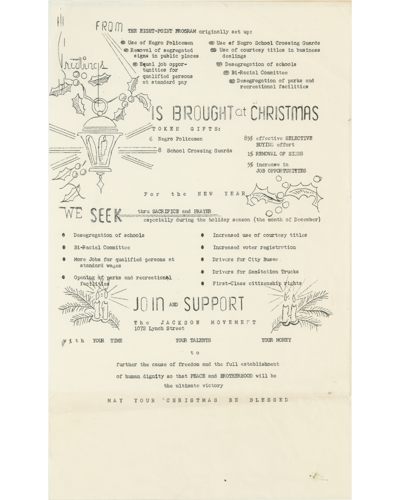 Greetings
FROM THE EIGHT-POINT PROGRAM originally set up:
Use of Negro Policemen
Removal of segregated signs in public places
Equal job opportunities for qualified persons at standard pay
Use of Negro School Crossing Guards
Use of courtesy titles in business dealings
Desegregation of schools
Bi-Racial Committee
Desegregation of parks and recreational facilities
IS BROUGHT at CHRISTMAS
TOKEN GIFTS:
6 Negro Policemen
8 School Crossing Guards
85% effective SELECTIVE
BUYING effort
1% REMOVAL OF SIGNS
5% increase in
JOB OPPORTUNITIES
For the NEW YEAR
WE SEEK thru SACRIFICE and PRAYER
especially during the holiday season (the month of December)
Desegregation of schools
Bi-Racial Committee
More Jobs for qualified persons at
standard wages
Opening of parks and recreational
facilities
Increased use of courtesy titles
Increased voter registration
Drivers for City Buses
Drivers for Sanitation Trucks
First-Class citizenship rights
JOIN AND SUPPORT
The JACKSON MOVEMENT
1072 Lynch Street
With YOUR TIME YOUR TALENTS YOUR MONEY
to
further the cause of freedom and the full establishment
of human dignity so that PEACE and BROTHERHOOD will be
the ultimate victory
MAY YOUR CHRISTMAS BE BLESSED